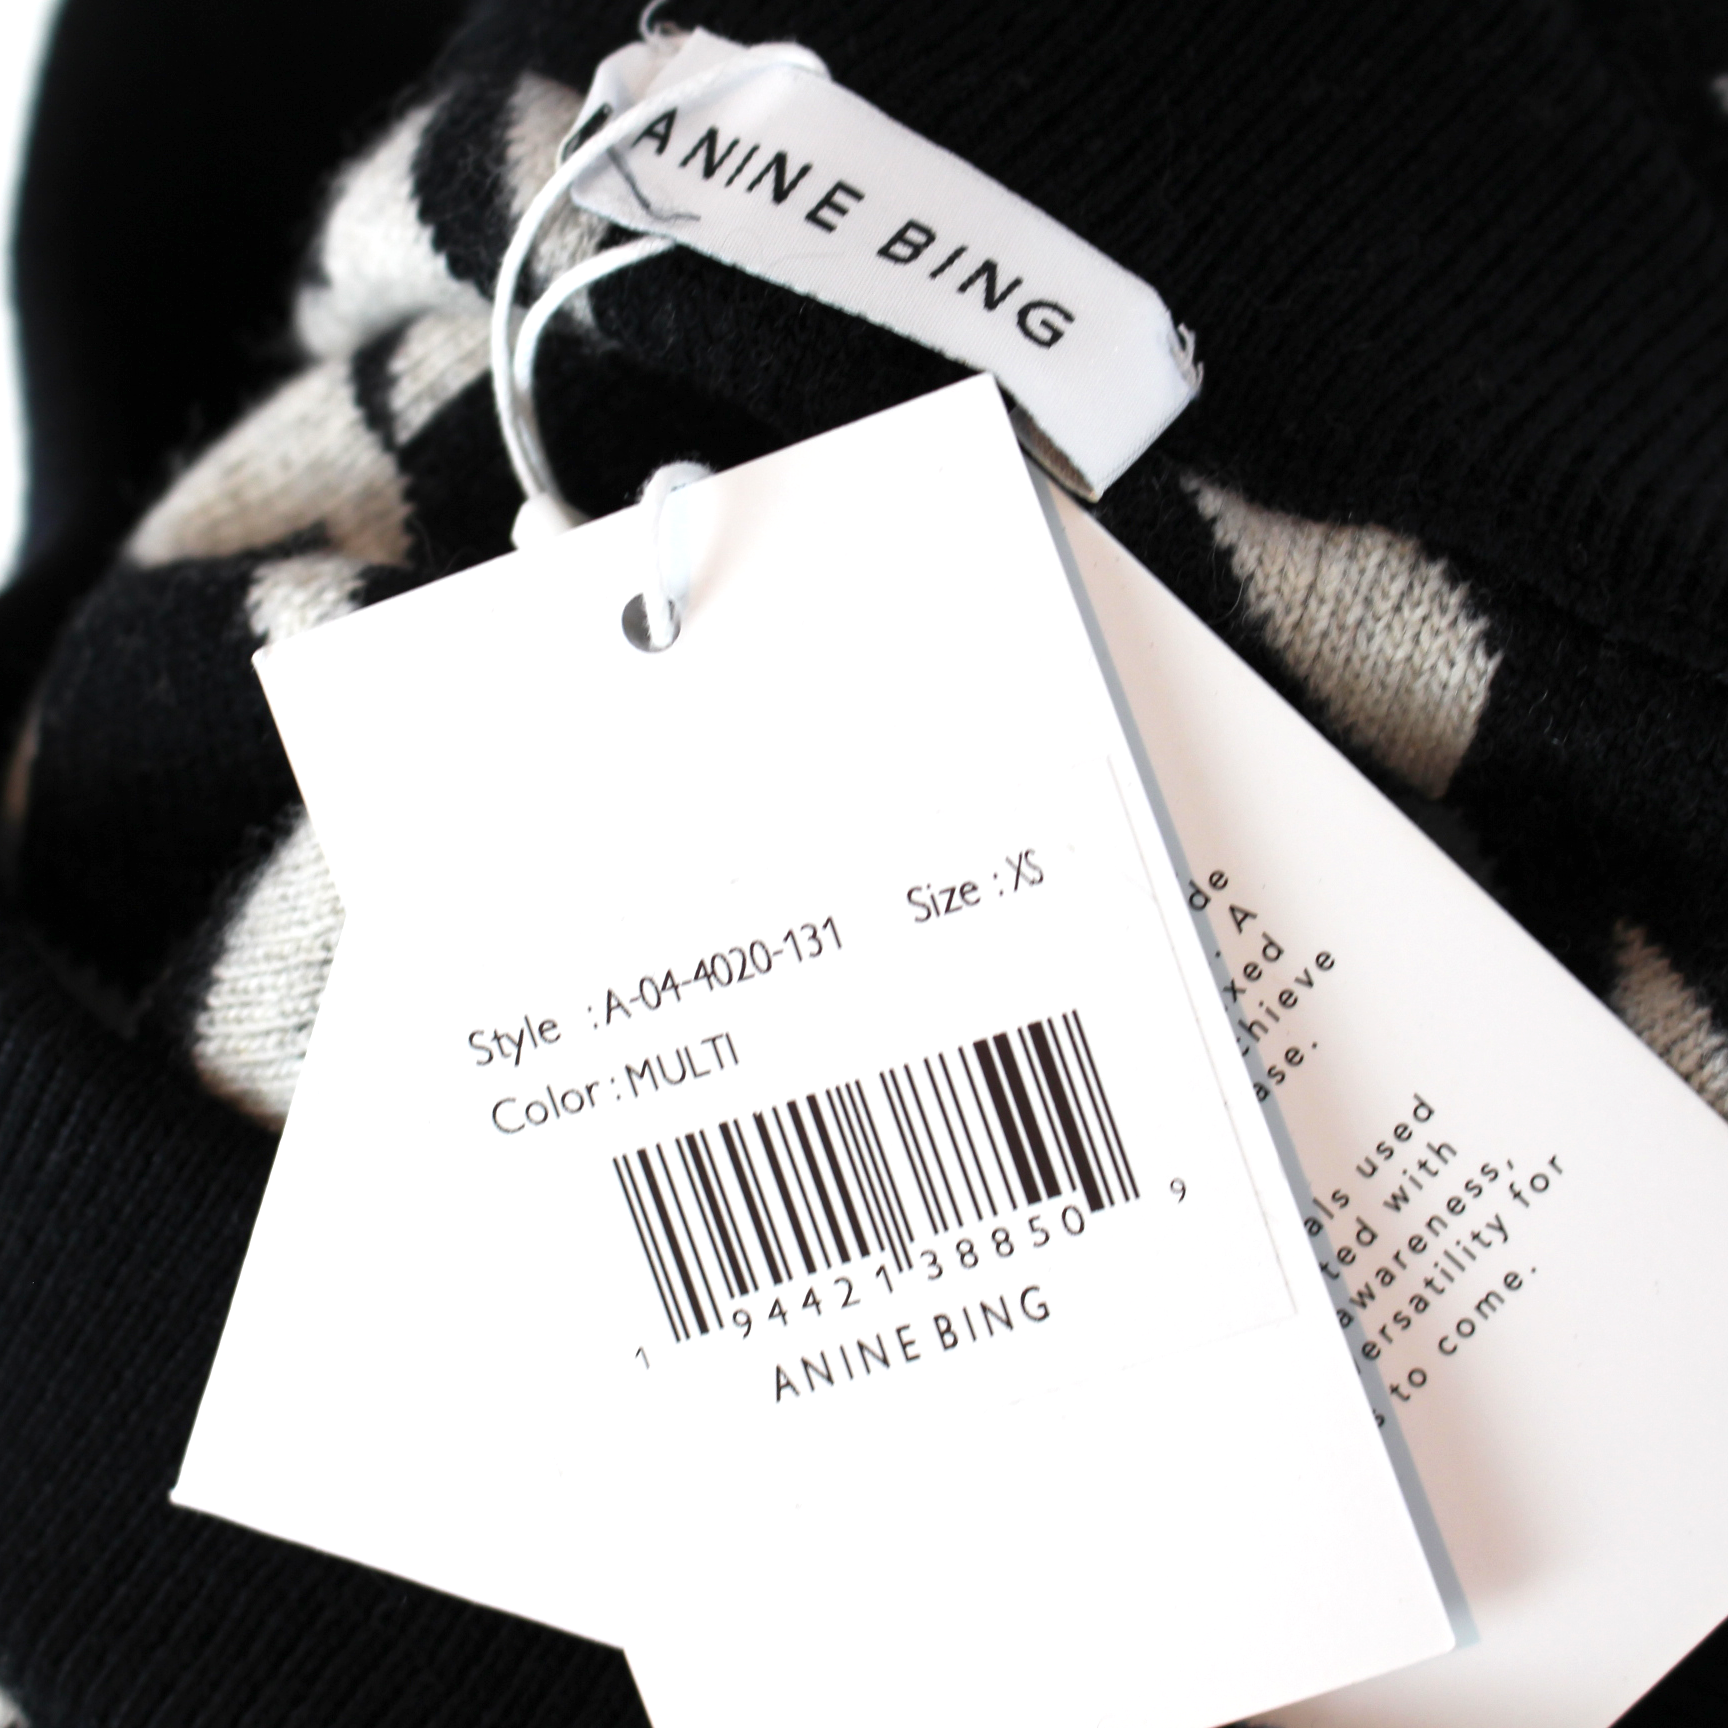 ANINE BING
Style : A-04-4020-131 Size : XS
Color : MULTI
1 94421 38850 9
ANINE BING
de
. A
xed
chieve
ase.
als used
ted with
awareness,
ersatility for
s to come.